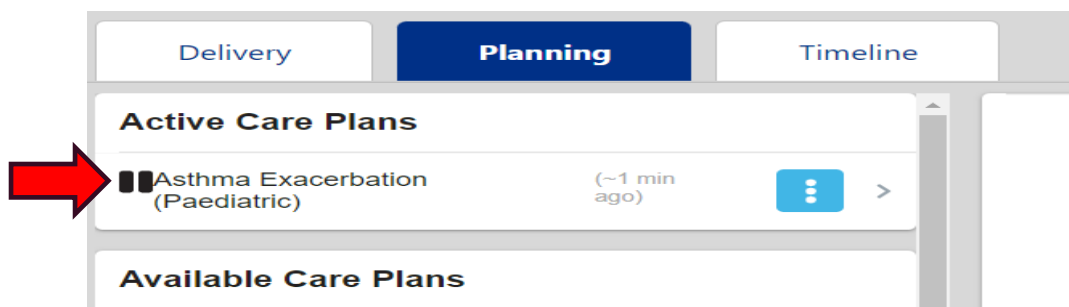 Delivery
Planning
Timeline
Active Care Plans
Asthma Exacerbation
(Paediatric)
(~1 min
ago)
Available Care Plans